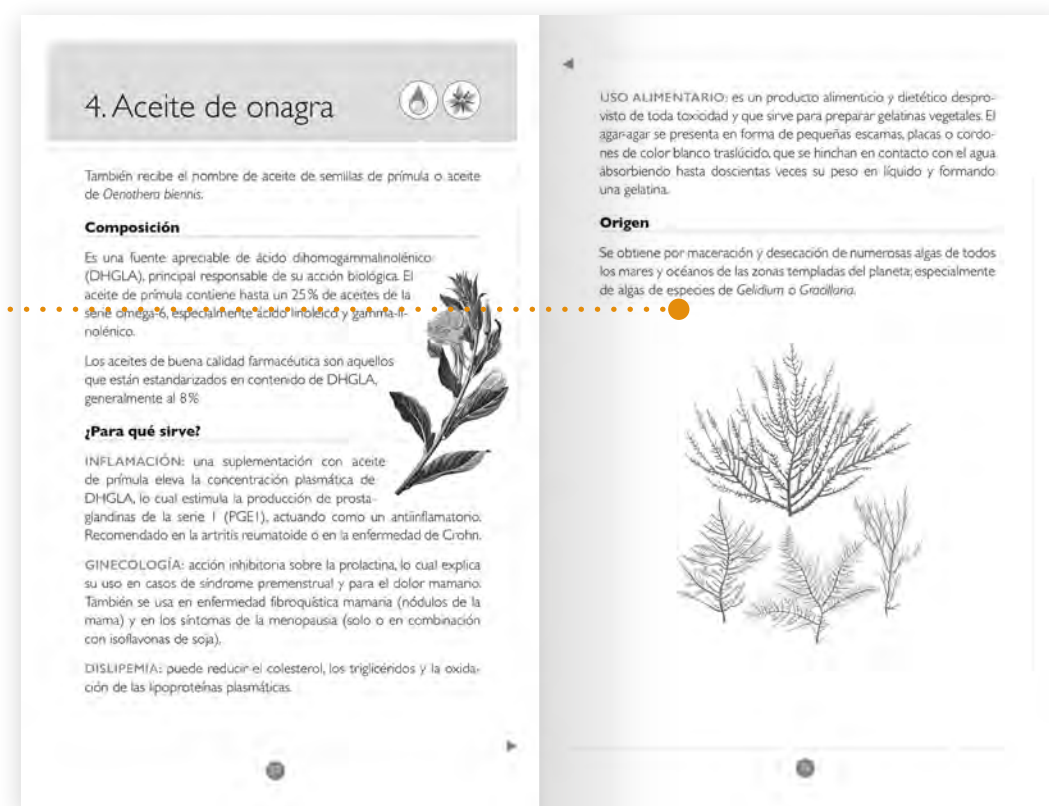 4. Aceite de onagra
También recibe el nombre de aceite de semillas de prímula o aceite
de Oenothera biennis.
Composición
Es una fuente apreciable de ácido dihomogammalinolénico
(DHGLA), principal responsable de su acción biológica. El
aceite de prímula contiene hasta un 25% de aceites de la
serie omega-6, especialmente ácido linoleico y gamma-li-
nolénico.
Los aceites de buena calidad farmacéutica son aquellos
que están estandarizados en contenido de DHGLA,
generalmente al 8%
¿Para qué sirve?
INFLAMACIÓN: una suplementación con aceite
de prímula eleva la concentración plasmática de
DHGLA, lo cual estimula la producción de prosta-
glandinas de la serie 1 (PGE1), actuando como un antiinflamatorio.
Recomendado en la artritis reumatoide o en la enfermedad de Crohn.
GINECOLOGÍA: acción inhibitoria sobre la prolactina, lo cual explica
su uso en casos de síndrome premenstrual y para el dolor mamario.
También se usa en enfermedad fibroquística mamaria (nódulos de la
mama) y en los síntomas de la menopausia (solo o en combinación
con isoflavonas de soja).
DISLIPEMIA: puede reducir el colesterol, los triglicéridos y la oxida-
ción de las lipoproteínas plasmáticas.
USO ALIMENTARIO: es un producto alimenticio y dietético despro-
visto de toda toxicidad y que sirve para preparar gelatinas vegetales. El
agar-agar se presenta en forma de pequeñas escamas, placas o cordo-
nes de color blanco traslúcido, que se hinchan en contacto con el agua
absorbiendo hasta doscientas veces su peso en líquido y formando
una gelatina.
Origen
Se obtiene por maceración y desecación de numerosas algas de todos
los mares y océanos de las zonas templadas del planeta; especialmente
de algas de especies de Gelidium o Gracillaria.